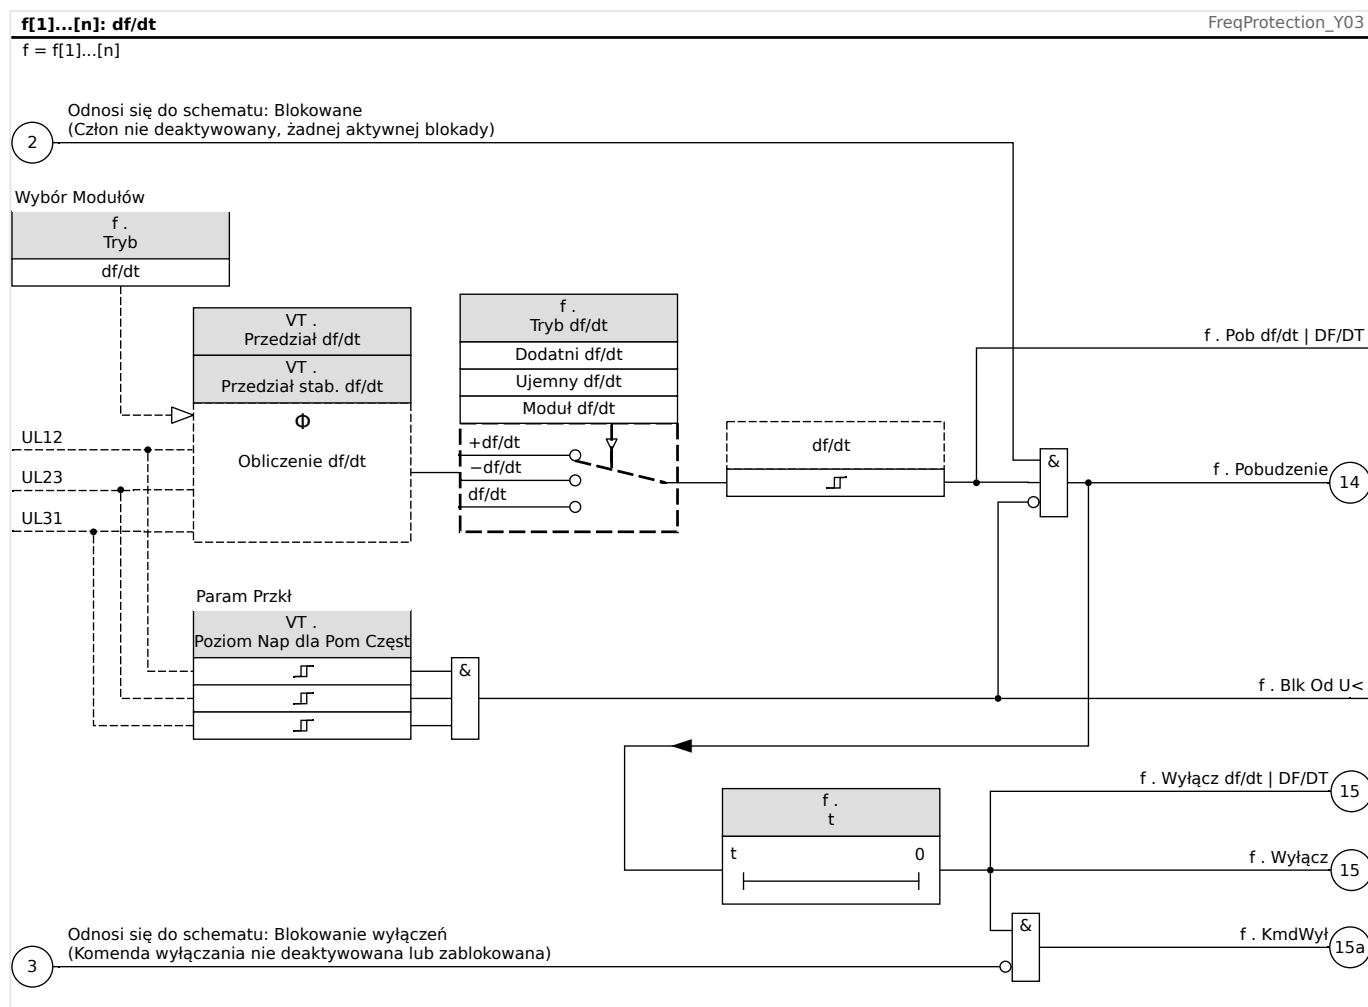 f[1]...[n]: df/dt
FreqProtection_Y03
f = f[1]...[n]
Odnosi się do schematu: Blokowane
(Człon nie deaktywowany, żadnej aktywnej blokady)
2
Wybór Modułów
f .
Tryb
df/dt
VT .
Przedział df/dt
VT .
Przedział stab. df/dt
Φ
Obliczenie df/dt
UL12
UL23
UL31
f .
Tryb df/dt
Dodatni df/dt
Ujemny df/dt
Moduł df/dt
+df/dt
−df/dt
df/dt
df/dt
f . Pob df/dt | DF/DT
&
f . Pobudzenie
14
Param Przkł
VT .
Poziom Nap dla Pom Częst
&
f . Blk Od U<
f .
t
t
0
f . Wyłącz df/dt | DF/DT
15
f . Wyłącz
15
&
f . KmdWył
15a
Odnosi się do schematu: Blokowanie wyłączeń
(Komenda wyłączania nie deaktywowana lub zablokowana)
3